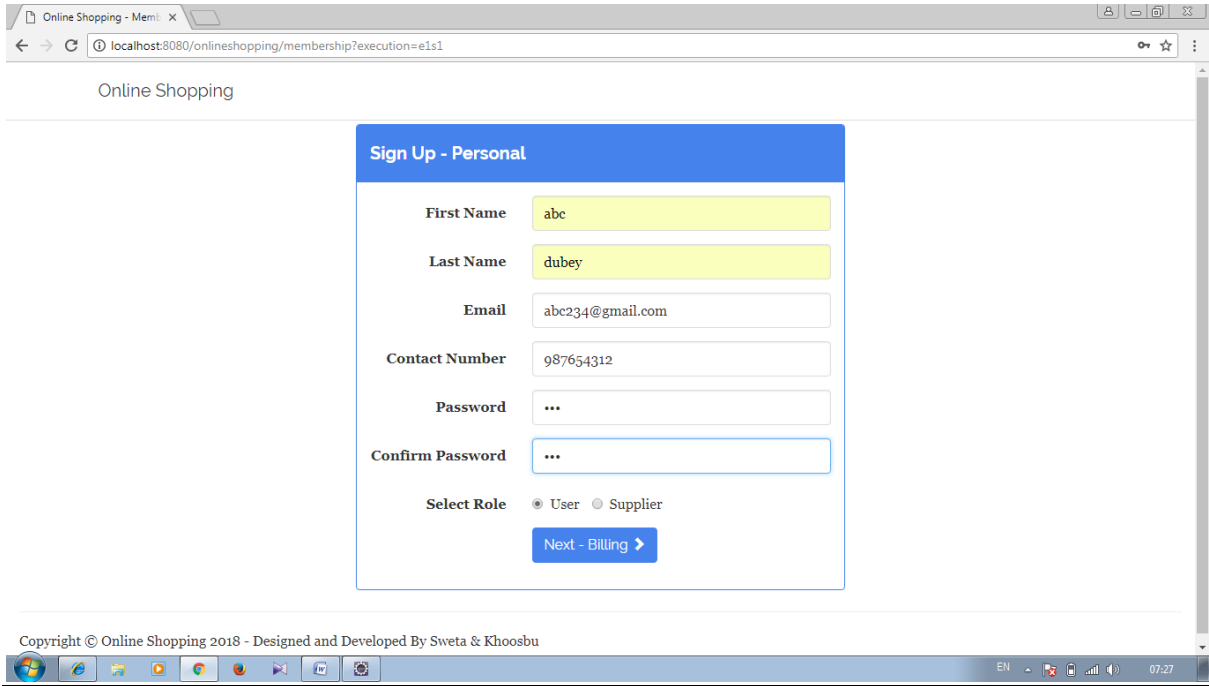 Online Shopping - Memb
localhost:8080/onlineshopping/membership?execution=e1s1
Online Shopping
Sign Up - Personal
First Name abc
Last Name dubey
Email abc234@gmail.com
Contact Number 987654312
Password •••
Confirm Password •••
Select Role User Supplier
Next - Billing
Copyright © Online Shopping 2018 - Designed and Developed By Sweta & Khoosbu
EN 07:27